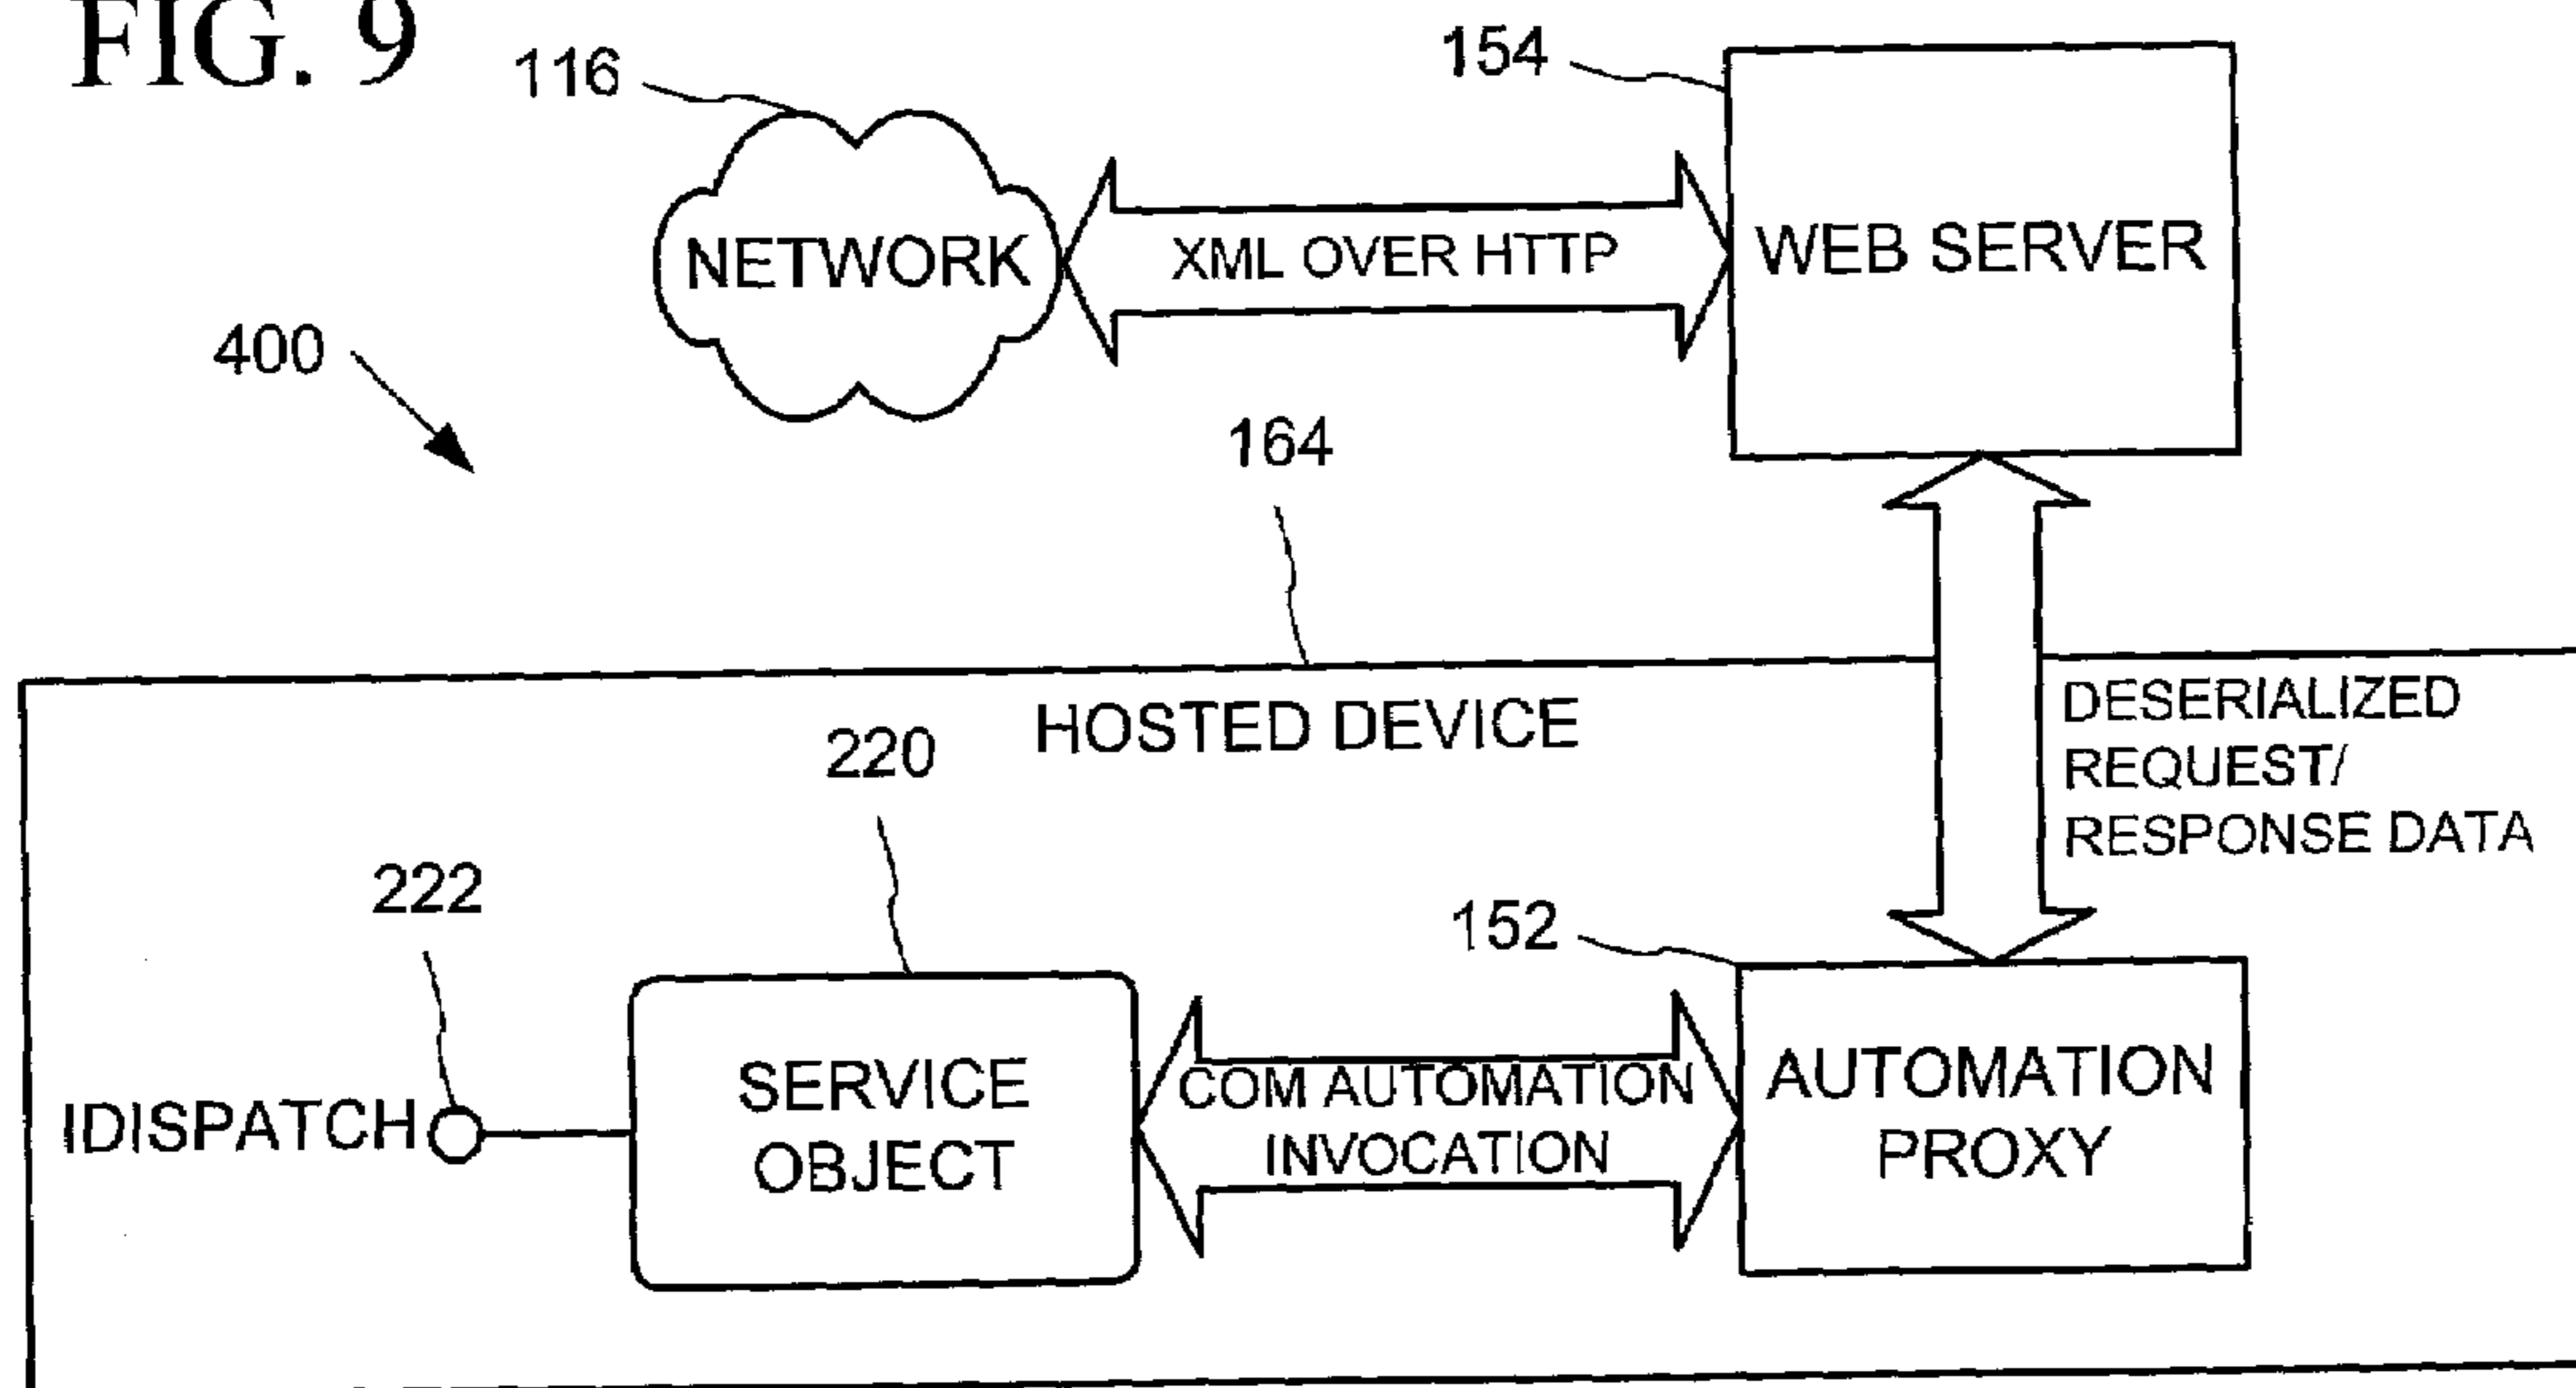 FIG. 9
116
154
NETWORK
XML OVER HTTP
WEB SERVER
400
164
HOSTED DEVICE
DESERIALIZED
REQUEST/
RESPONSE DATA
220
222
152
IDISPATCH
SERVICE
OBJECT
COM AUTOMATION
INVOCATION
AUTOMATION
PROXY